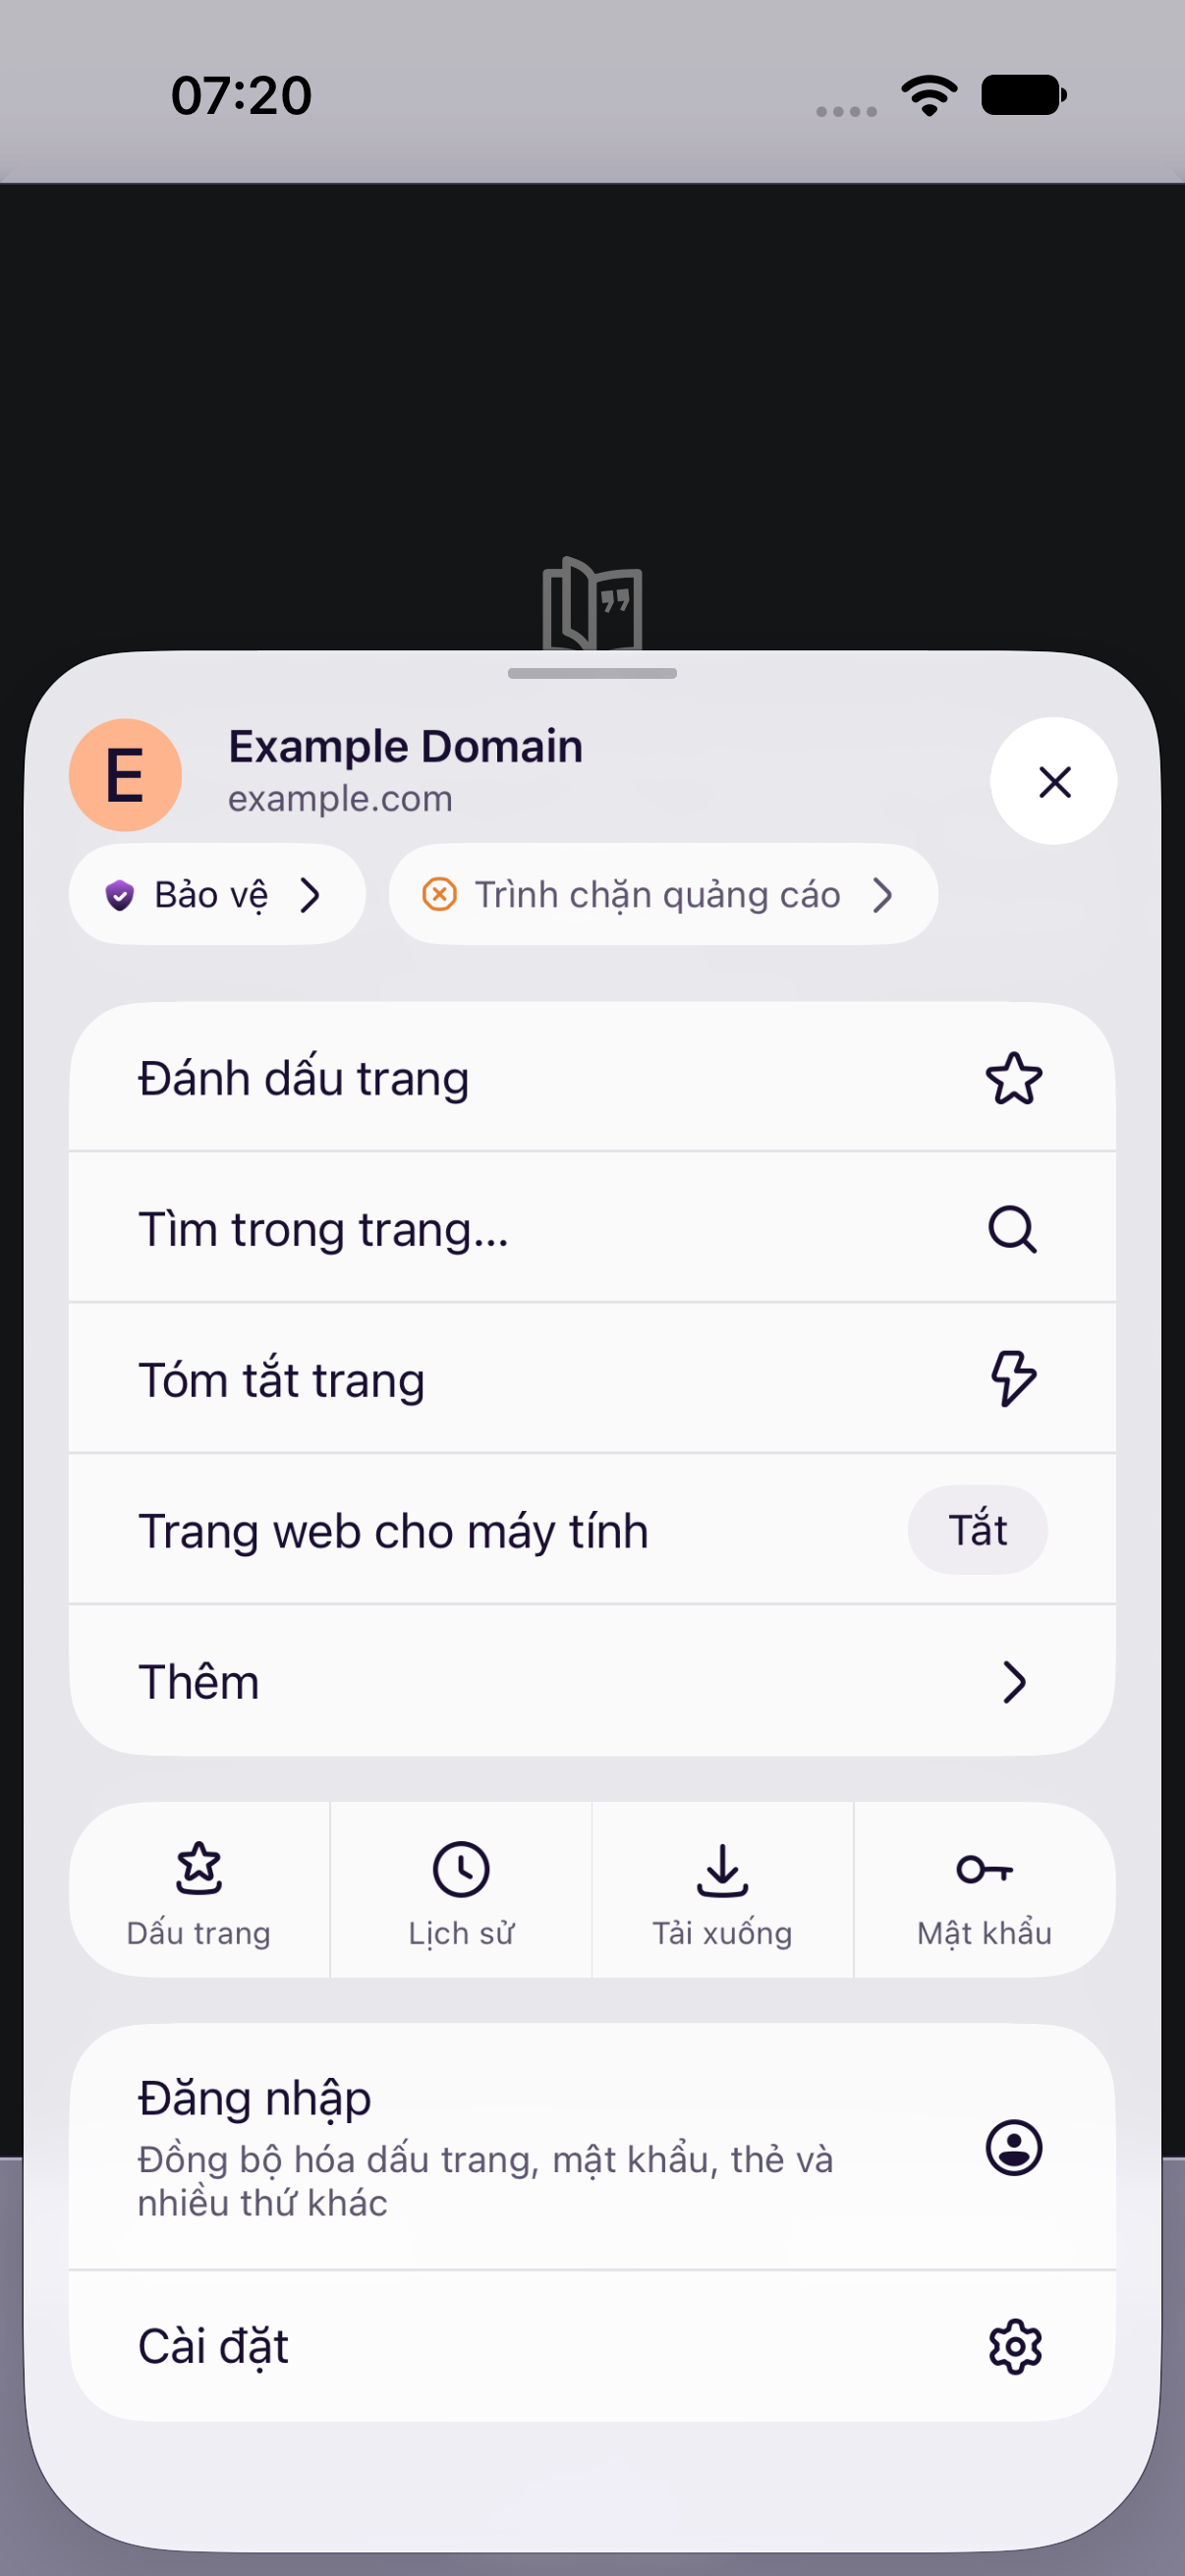 07:20
E
Example Domain
example.com
Bảo vệ
Trình chặn quảng cáo
Đánh dấu trang
Tìm trong trang...
Tóm tắt trang
Trang web cho máy tính
Tắt
Thêm
Dấu trang
Lịch sử
Tải xuống
Mật khẩu
Đăng nhập
Đồng bộ hóa dấu trang, mật khẩu, thẻ và
nhiều thứ khác
Cài đặt